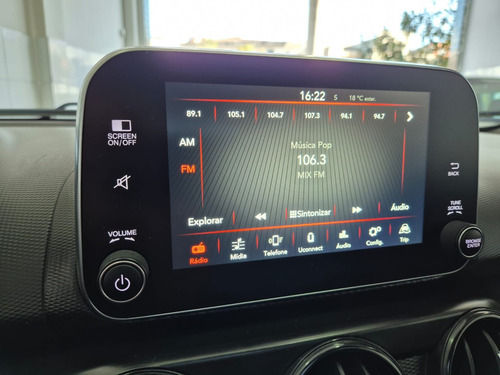 16:22 S 18 °C exter.
89.1 105.1 104.7 107.3 94.1 94.7
SCREEN
ON/OFF
AM
FM
Música Pop
106.3
MIX FM
BACK
TUNE
SCROLL
Explorar Sintonizar Áudio
VOLUME
Rádio Mídia Telefone Uconnect Áudio Config. Trip
BROWSE
ENTER